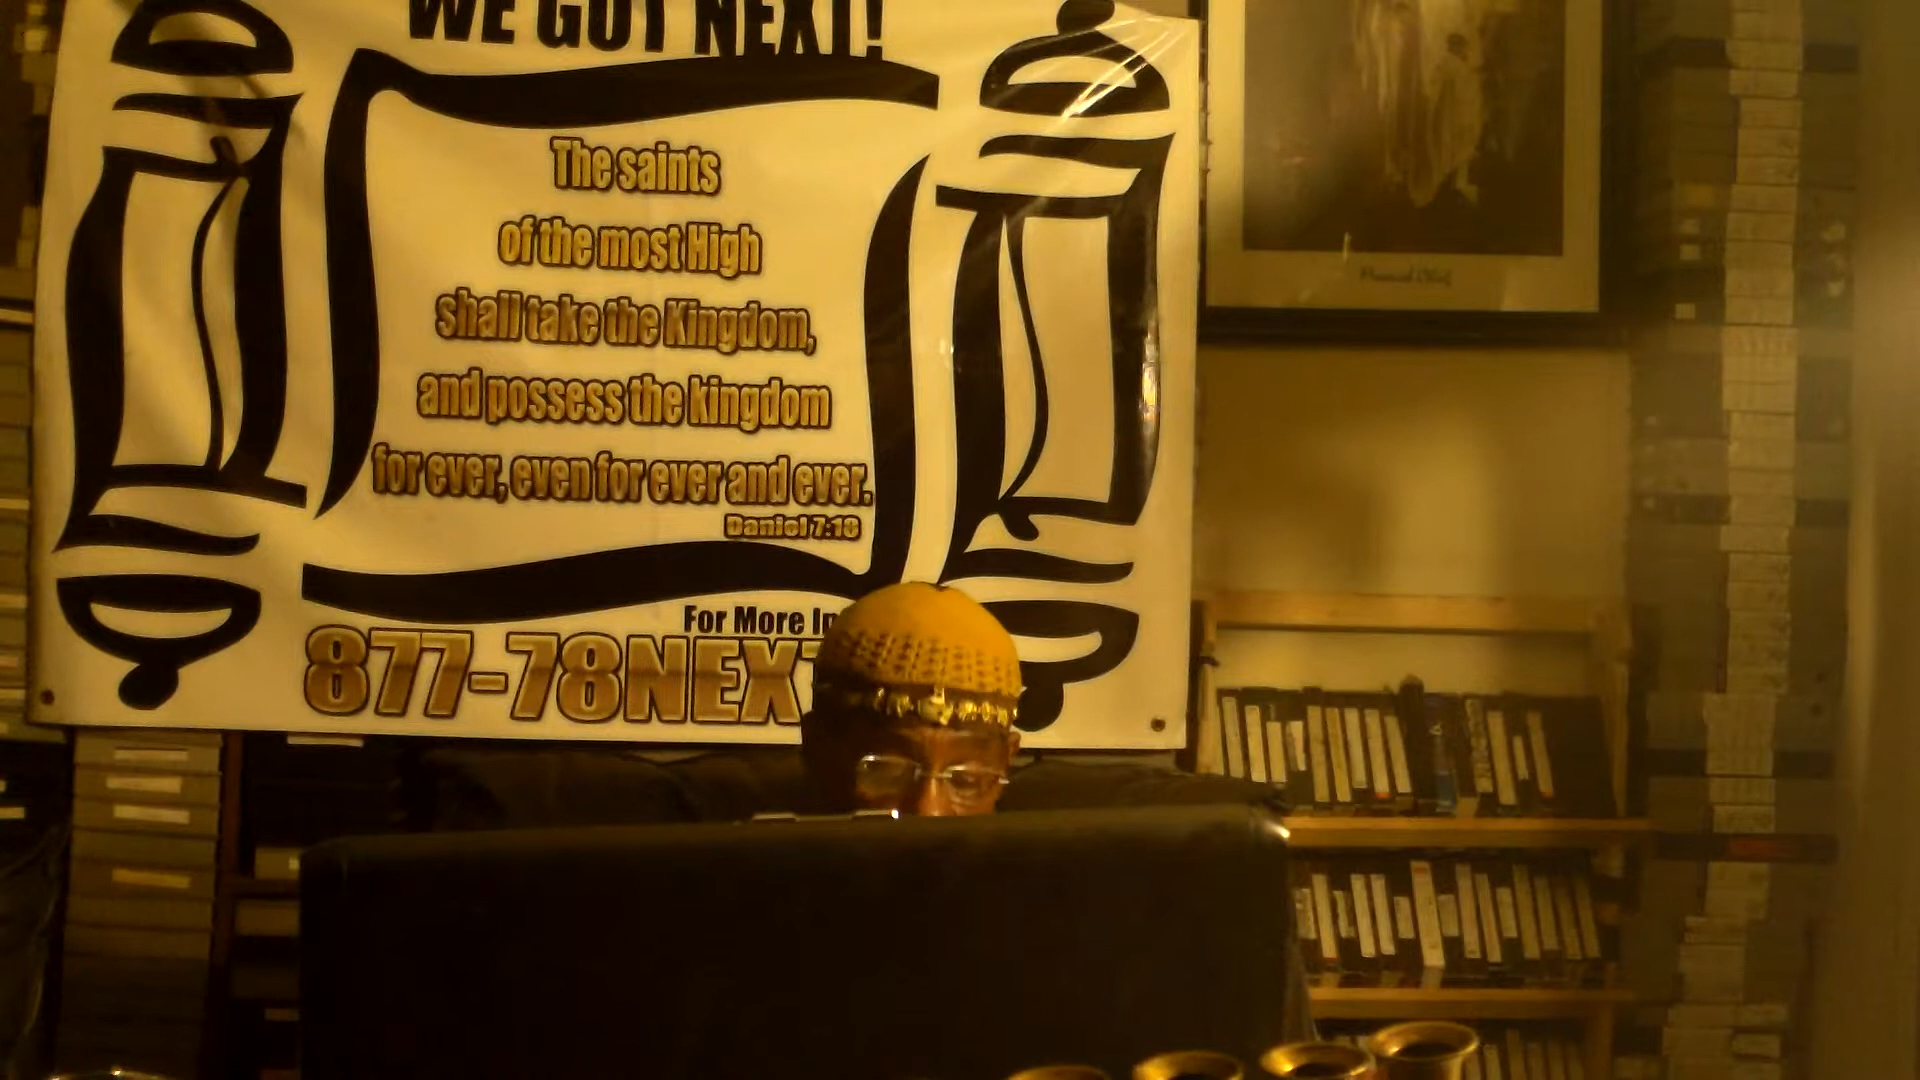 WE GOT NEXT!
The saints
of the most High
shall take the Kingdom,
and possess the kingdom
for ever, even for ever and ever.
Daniel 7:18
For More In
877-78NEXT